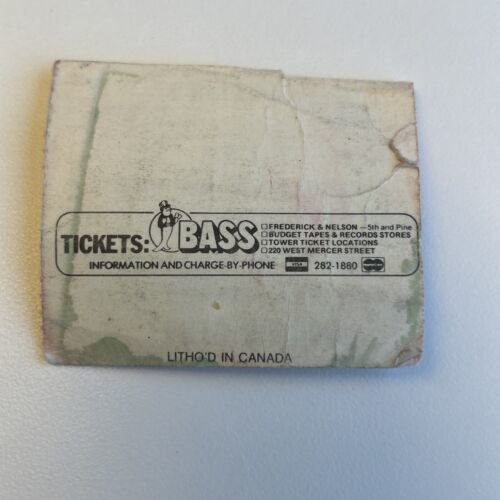 TICKETS: BASS
□ FREDERICK & NELSON – 5th and Pine
□ BUDGET TAPES & RECORDS STORES
□ TOWER TICKET LOCATIONS
□ 220 WEST MERCER STREET
INFORMATION AND CHARGE-BY-PHONE VISA 282-1880
LITHO'D IN CANADA